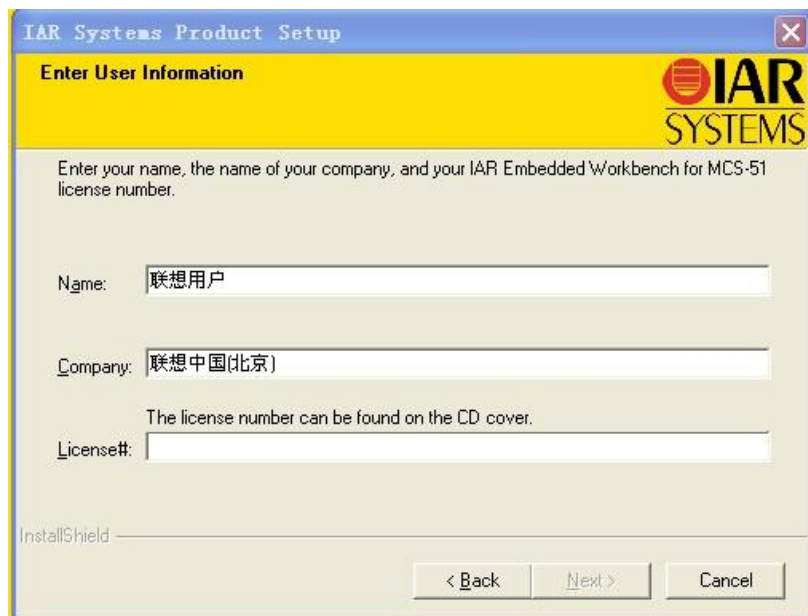 IAR Systems Product Setup
Enter User Information
IAR
SYSTEMS
Enter your name, the name of your company, and your IAR Embedded Workbench for MCS-51
license number.
Name: 联想用户
Company: 联想中国(北京)
The license number can be found on the CD cover.
License#:
InstallShield
< Back Next > Cancel